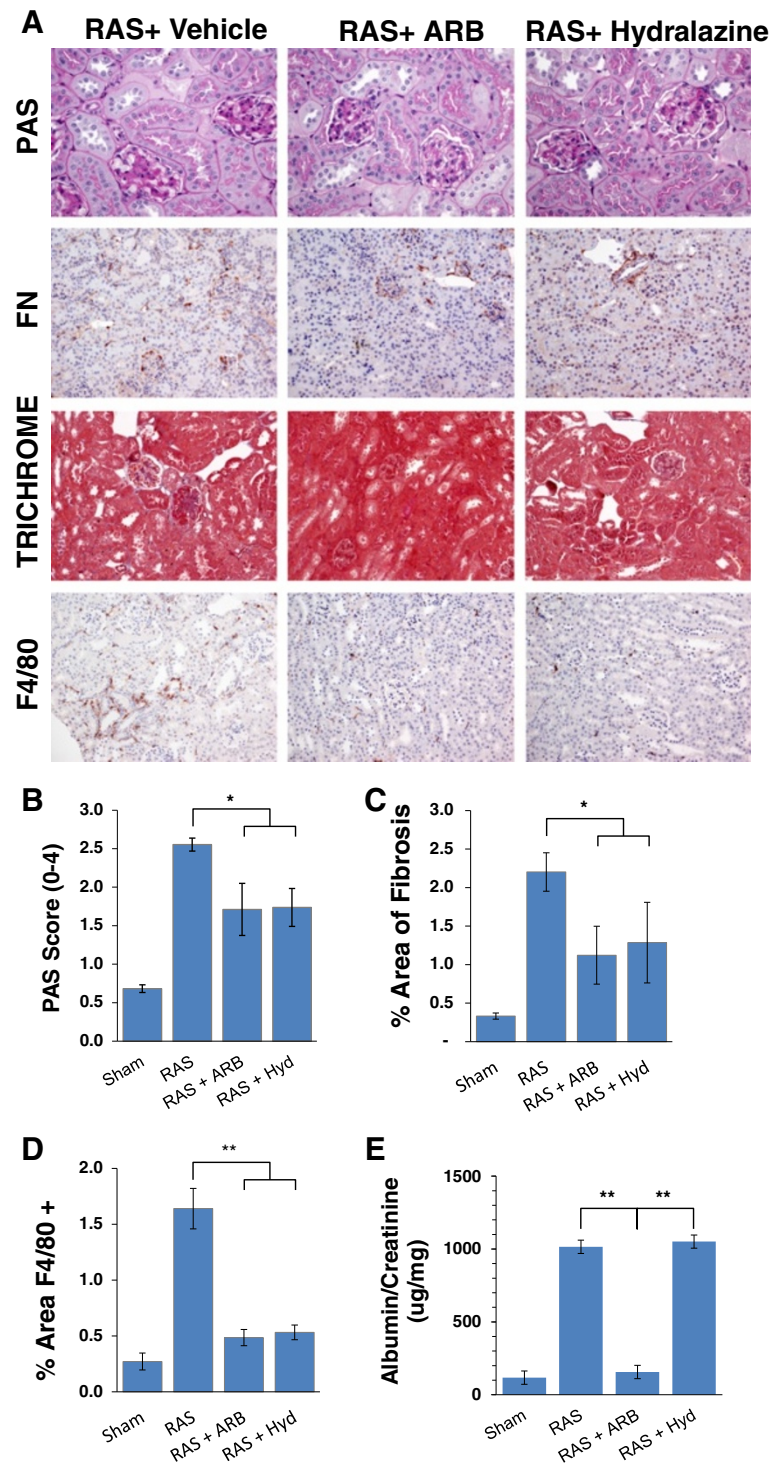 A
RAS+ Vehicle
RAS+ ARB
RAS+ Hydralazine
PAS
FN
TRICHROME
F4/80
B
PAS Score (0-4)
3.0
2.5
2.0
1.5
1.0
0.5
0.0
*
Sham
RAS
RAS + ARB
RAS + Hyd
C
% Area of Fibrosis
3.0
2.5
2.0
1.5
1.0
0.5
-
*
Sham
RAS
RAS + ARB
RAS + Hyd
D
% Area F4/80 +
2.0
1.5
1.0
0.5
0.0
**
Sham
RAS
RAS + ARB
RAS + Hyd
E
Albumin/Creatinine
(ug/mg)
1500
1000
500
0
**
**
Sham
RAS
RAS + ARB
RAS + Hyd